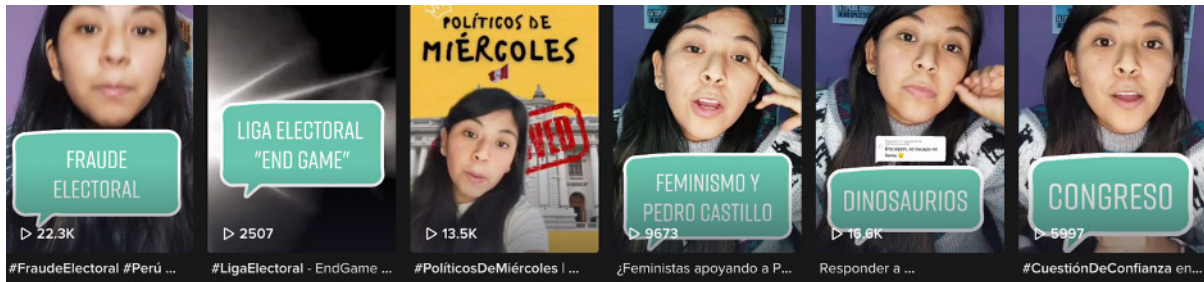 FRAUDE
ELECTORAL
22.3K
#FraudeElectoral #Perú ...
LIGA ELECTORAL
"END GAME"
2507
#LigaElectoral - EndGame ...
POLÍTICOS DE
MIÉRCOLES
13.5K
#PolíticosDeMiércoles | ...
FEMINISMO Y
PEDRO CASTILLO
9673
¿Feministas apoyando a P...
DINOSAURIOS
16.6K
Responder a ...
CONGRESO
5997
#CuestiónDeConfianza en...